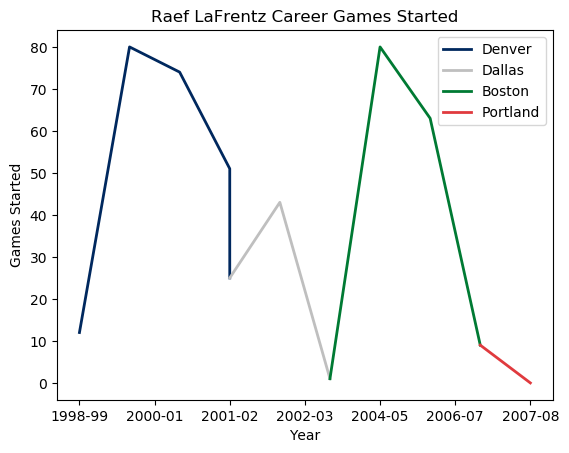 Raef LaFrentz Career Games Started
Denver
Dallas
Boston
Portland
Games Started
80
70
60
50
40
30
20
10
0
1998-99 2000-01 2001-02 2002-03 2004-05 2006-07 2007-08
Year